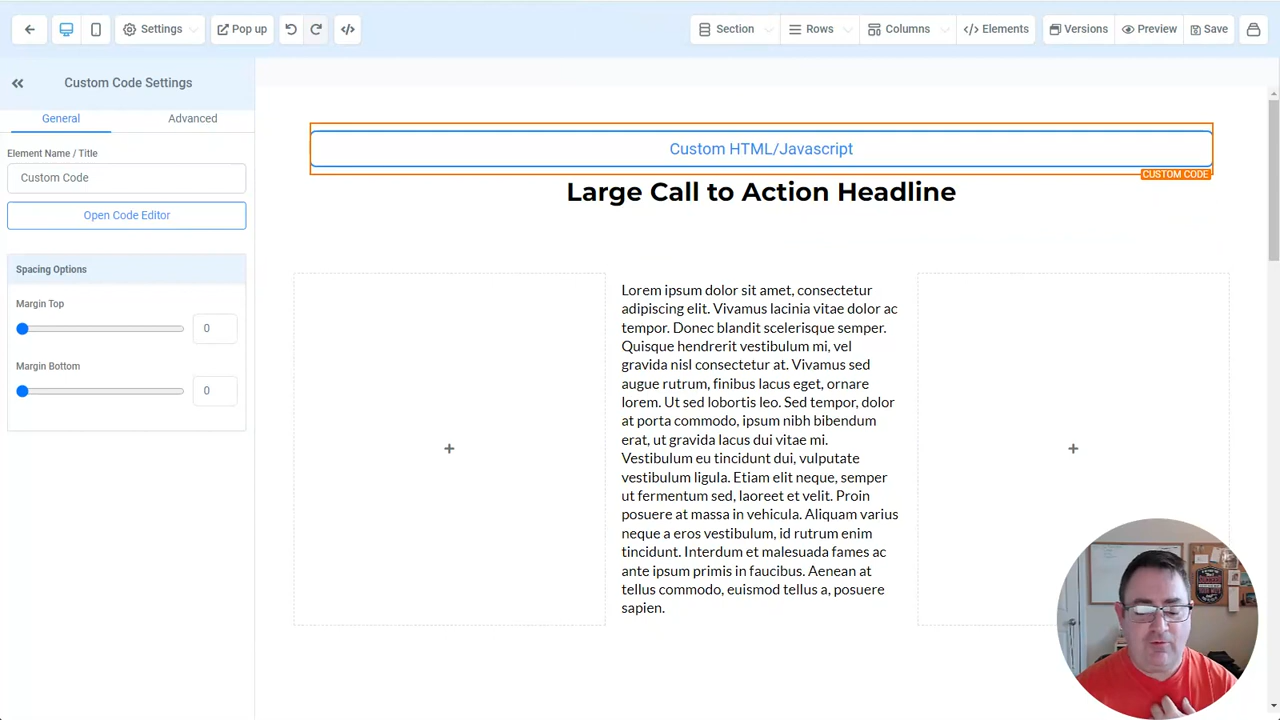 Settings
Pop up
Section
Rows
Columns
Elements
Versions
Preview
Save
Custom Code Settings
General
Advanced
Element Name / Title
Custom Code
Open Code Editor
Spacing Options
Margin Top
0
Margin Bottom
0
Custom HTML/Javascript
CUSTOM CODE
Large Call to Action Headline
Lorem ipsum dolor sit amet, consectetur
adipiscing elit. Vivamus lacinia vitae dolor ac
tempor. Donec blandit scelerisque semper.
Quisque hendrerit vestibulum mi, vel
gravida nisl consectetur at. Vivamus sed
augue rutrum, finibus lacus eget, ornare
lorem. Ut sed lobortis leo. Sed tempor, dolor
at porta commodo, ipsum nibh bibendum
erat, ut gravida lacus dui vitae mi.
Vestibulum eu tincidunt dui, vulputate
vestibulum ligula. Etiam elit neque, semper
ut fermentum sed, laoreet et velit. Proin
posuere at massa in vehicula. Aliquam varius
neque a eros vestibulum, id rutrum enim
tincidunt. Interdum et malesuada fames ac
ante ipsum primis in faucibus. Aenean at
tellus commodo, euismod tellus a, posuere
sapien.